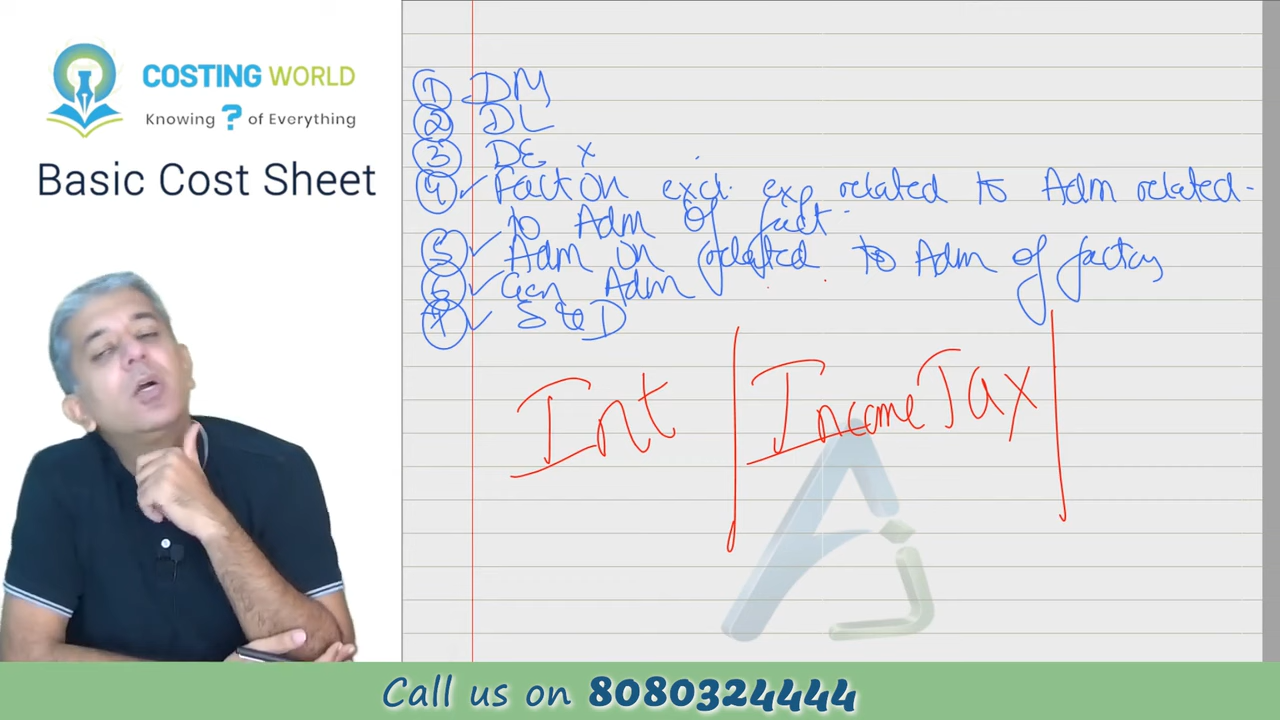 COSTING WORLD
Knowing ? of Everything
Basic Cost Sheet
① DM
② DL
③ DE x
④ ✓ Fact OH excl. exp related to Adm related
to Adm of fact
⑤ ✓ Adm OH related to Adm of factory
⑥ ✓ Gen Adm
⑦ ✓ S & D
Int | Income Tax |
Call us on 8080324444